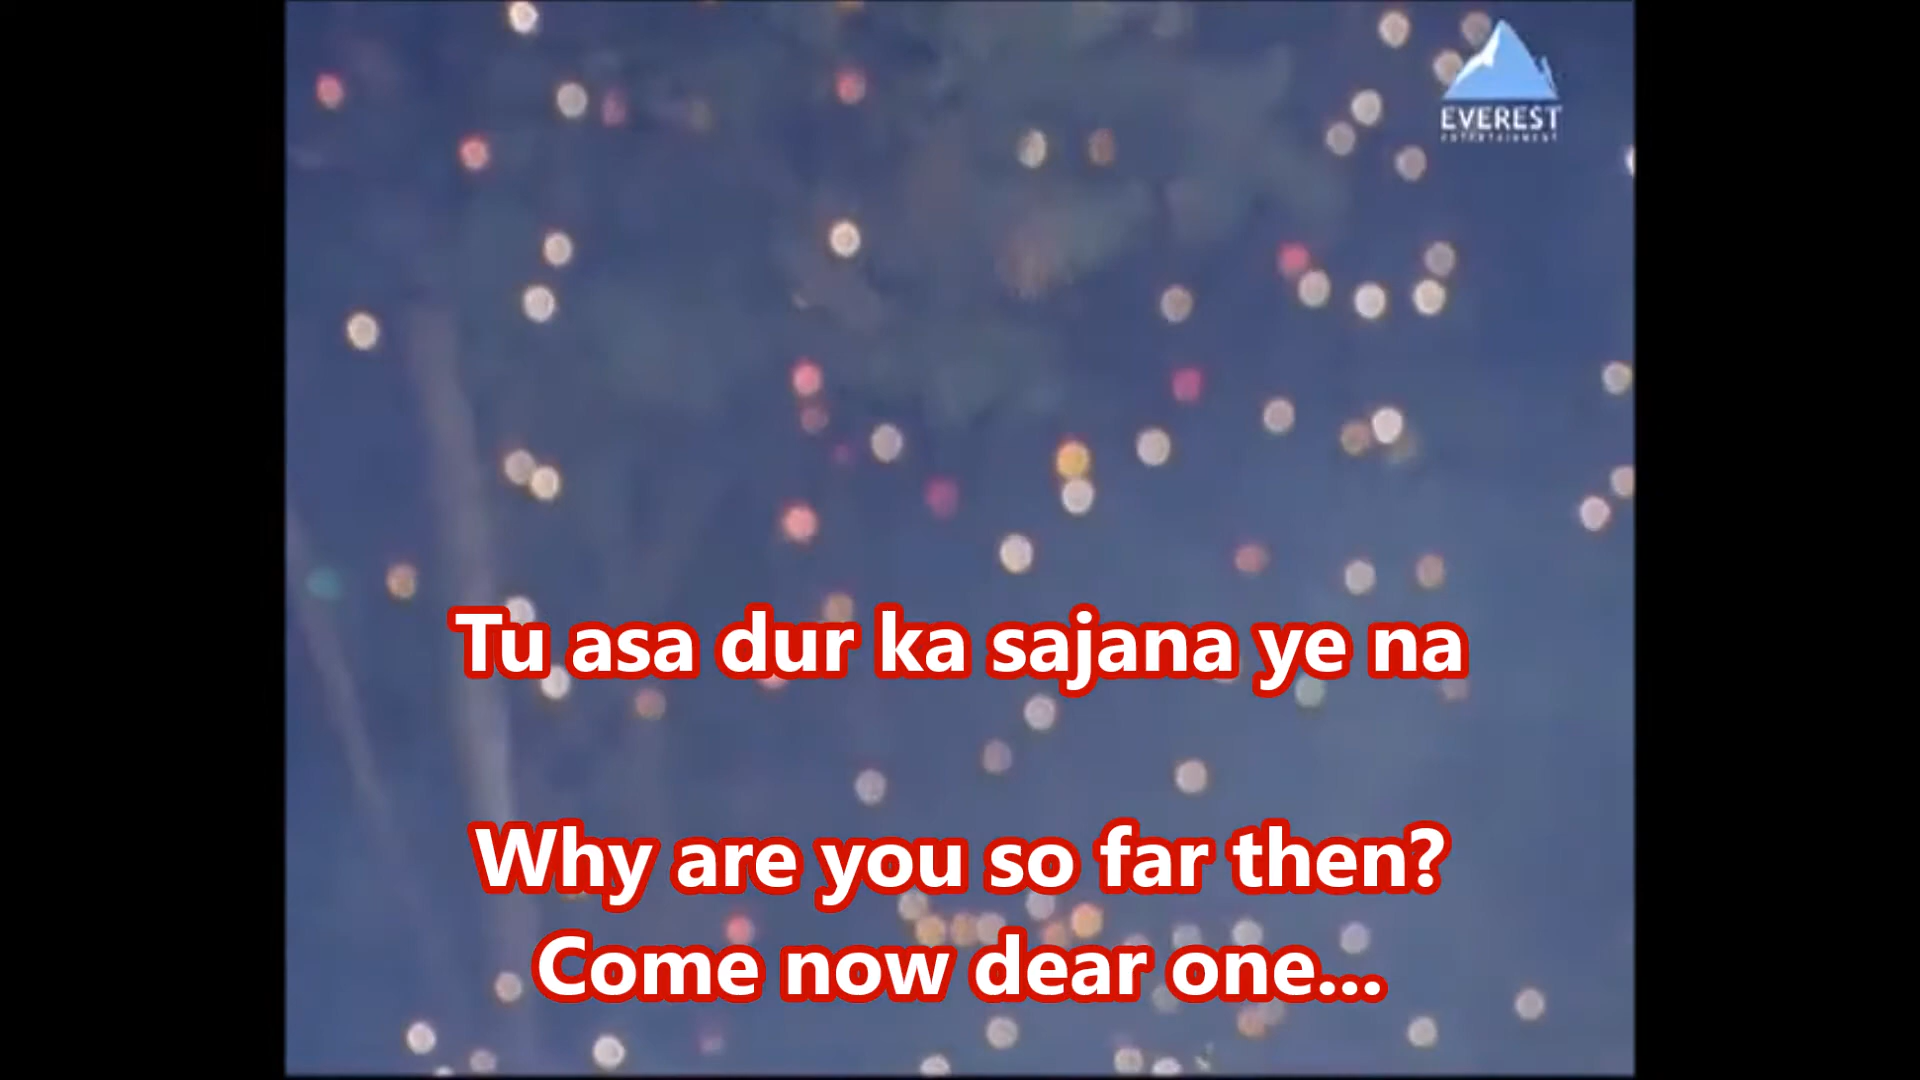 EVEREST
ENTERTAINMENT
Tu asa dur ka sajana ye na
Why are you so far then?
Come now dear one...